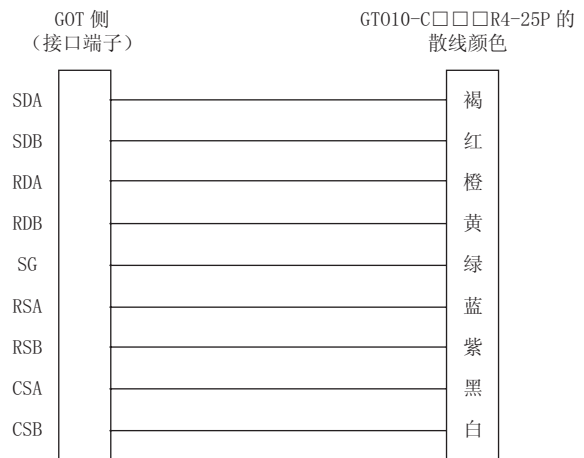 GOT 侧
（接口端子）
GTO10-C□□□R4-25P 的
散线颜色
SDA 褐
SDB 红
RDA 橙
RDB 黄
SG 绿
RSA 蓝
RSB 紫
CSA 黑
CSB 白